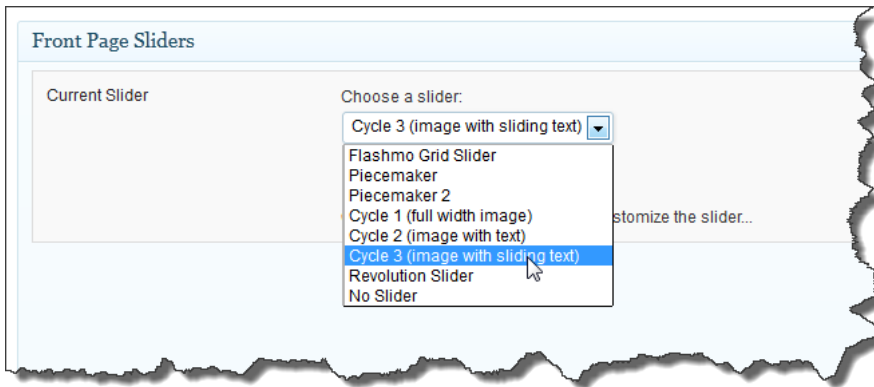 Front Page Sliders
Current Slider
Choose a slider:
Cycle 3 (image with sliding text)
Flashmo Grid Slider
Piecemaker
Piecemaker 2
Cycle 1 (full width image)
stomize the slider...
Cycle 2 (image with text)
Cycle 3 (image with sliding text)
Revolution Slider
No Slider